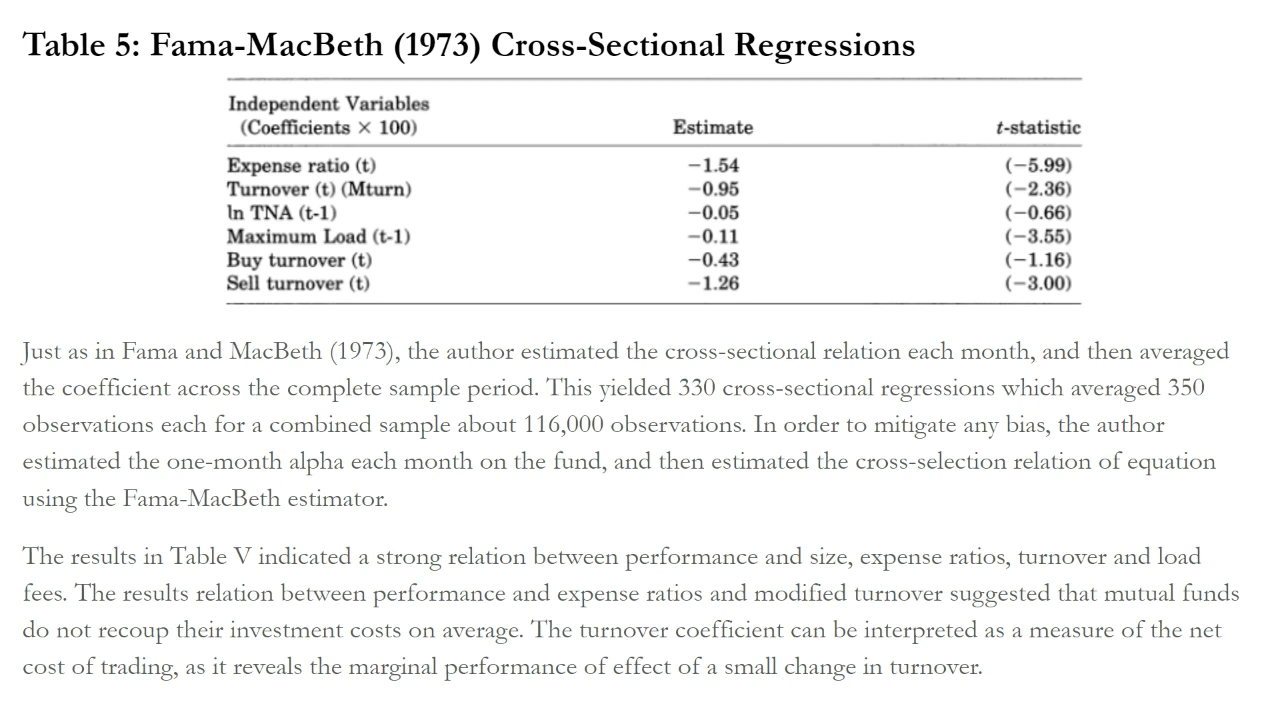 Table 5: Fama-MacBeth (1973) Cross-Sectional Regressions
Independent Variables
(Coefficients × 100) Estimate t-statistic
Expense ratio (t) −1.54 (−5.99)
Turnover (t) (Mturn) −0.95 (−2.36)
ln TNA (t-1) −0.05 (−0.66)
Maximum Load (t-1) −0.11 (−3.55)
Buy turnover (t) −0.43 (−1.16)
Sell turnover (t) −1.26 (−3.00)
Just as in Fama and MacBeth (1973), the author estimated the cross-sectional relation each month, and then averaged
the coefficient across the complete sample period. This yielded 330 cross-sectional regressions which averaged 350
observations each for a combined sample about 116,000 observations. In order to mitigate any bias, the author
estimated the one-month alpha each month on the fund, and then estimated the cross-selection relation of equation
using the Fama-MacBeth estimator.
The results in Table V indicated a strong relation between performance and size, expense ratios, turnover and load
fees. The results relation between performance and expense ratios and modified turnover suggested that mutual funds
do not recoup their investment costs on average. The turnover coefficient can be interpreted as a measure of the net
cost of trading, as it reveals the marginal performance of effect of a small change in turnover.